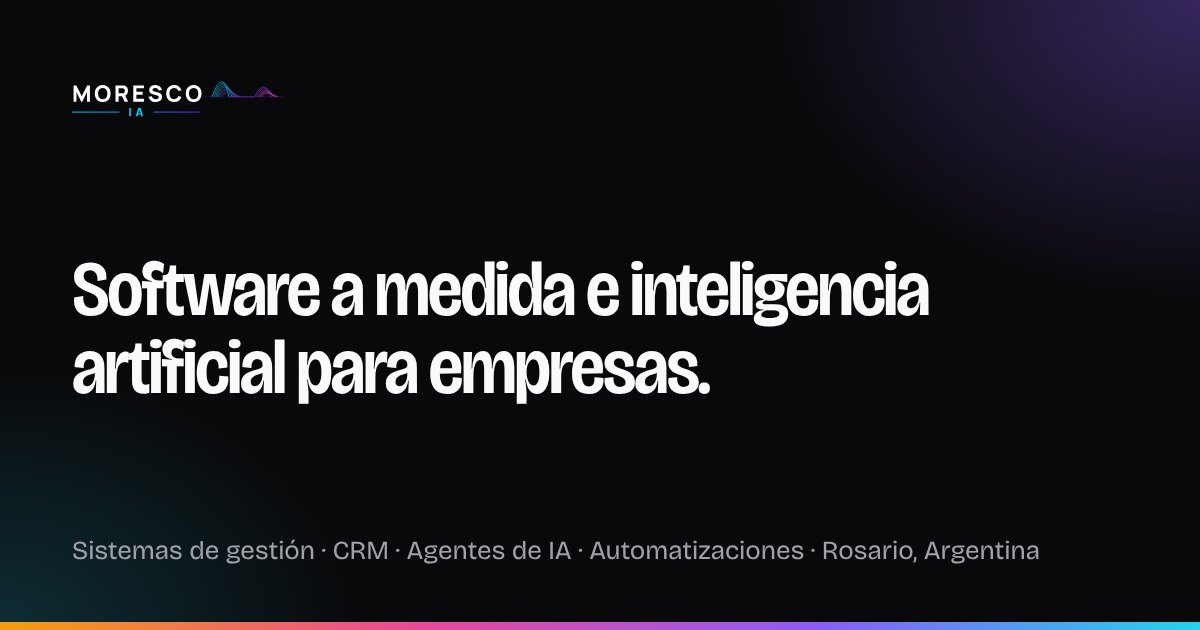 MORESCO
IA
Software a medida e inteligencia
artificial para empresas.
Sistemas de gestión · CRM · Agentes de IA · Automatizaciones · Rosario, Argentina